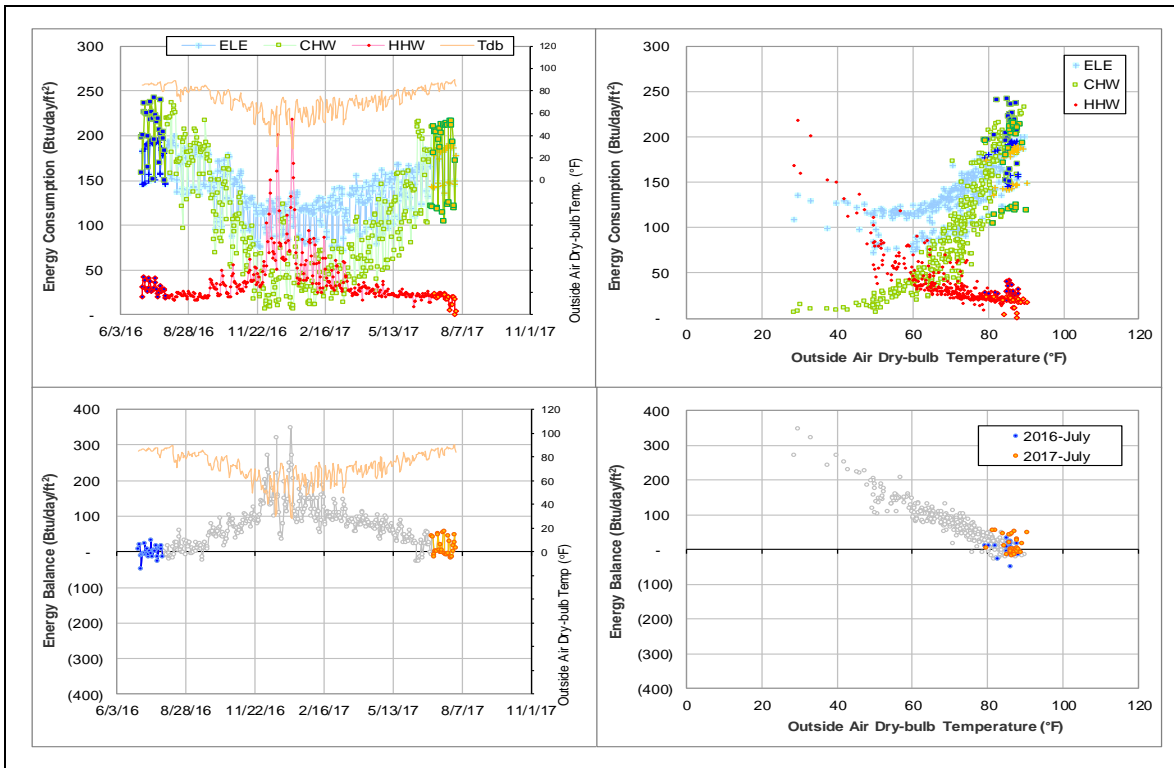 ELE CHW HHW Tdb
Energy Consumption (Btu/day/ft²)
300
250
200
150
100
50
-
120
100
80
60
40
20
0
Outside Air Dry-bulb Temp. (°F)
6/3/16 8/28/16 11/22/16 2/16/17 5/13/17 8/7/17 11/1/17
Energy Consumption (Btu/day/ft²)
300
250
200
150
100
50
-
ELE
CHW
HHW
0 20 40 60 80 100 120
Outside Air Dry-bulb Temperature (°F)
Energy Balance (Btu/day/ft²)
400
300
200
100
-
(100)
(200)
(300)
(400)
120
100
80
60
40
20
0
Outside Air Dry-bulb Temp (°F)
6/3/16 8/28/16 11/22/16 2/16/17 5/13/17 8/7/17 11/1/17
Energy Balance (Btu/day/ft²)
400
300
200
100
-
(100)
(200)
(300)
(400)
2016-July
2017-July
0 20 40 60 80 100 120
Outside Air Dry-bulb Temperature (°F)